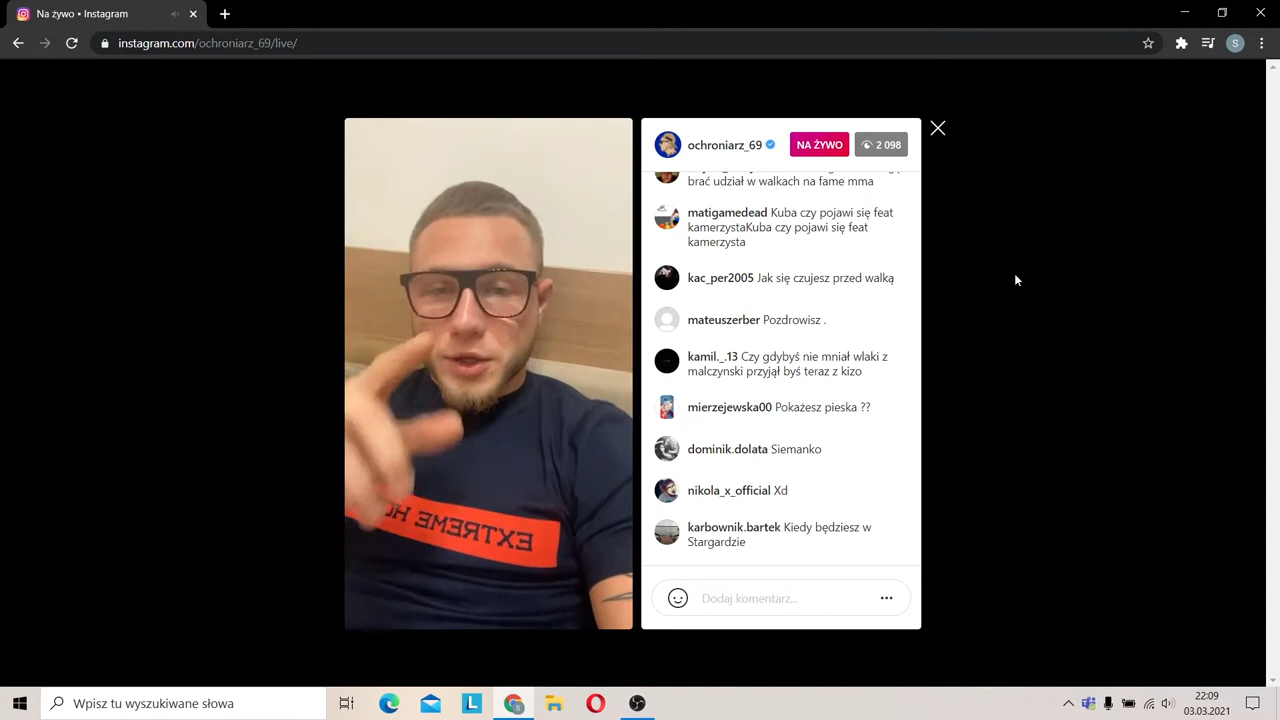 Na żywo • Instagram
instagram.com/ochroniarz_69/live/
S
ochroniarz_69
NA ŻYWO
2 098
brać udział w walkach na fame mma
matigamedead Kuba czy pojawi się feat
kamerzystaKuba czy pojawi się feat
kamerzysta
kac_per2005 Jak się czujesz przed walką
mateuszerber Pozdrowisz .
kamil._.13 Czy gdybyś nie mniał wlaki z
malczynski przyjął byś teraz z kizo
mierzejewska00 Pokażesz pieska ??
dominik.dolata Siemanko
nikola_x_official Xd
karbownik.bartek Kiedy będziesz w
Stargardzie
Dodaj komentarz...
EXTREME HO
Wpisz tu wyszukiwane słowa
L
22:09
03.03.2021